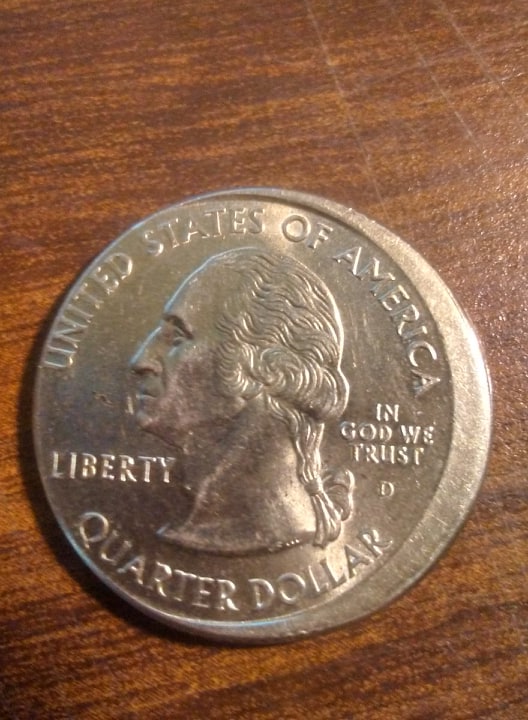 UNITED STATES OF AMERICA
IN
GOD WE
TRUST
LIBERTY
D
QUARTER DOLLAR